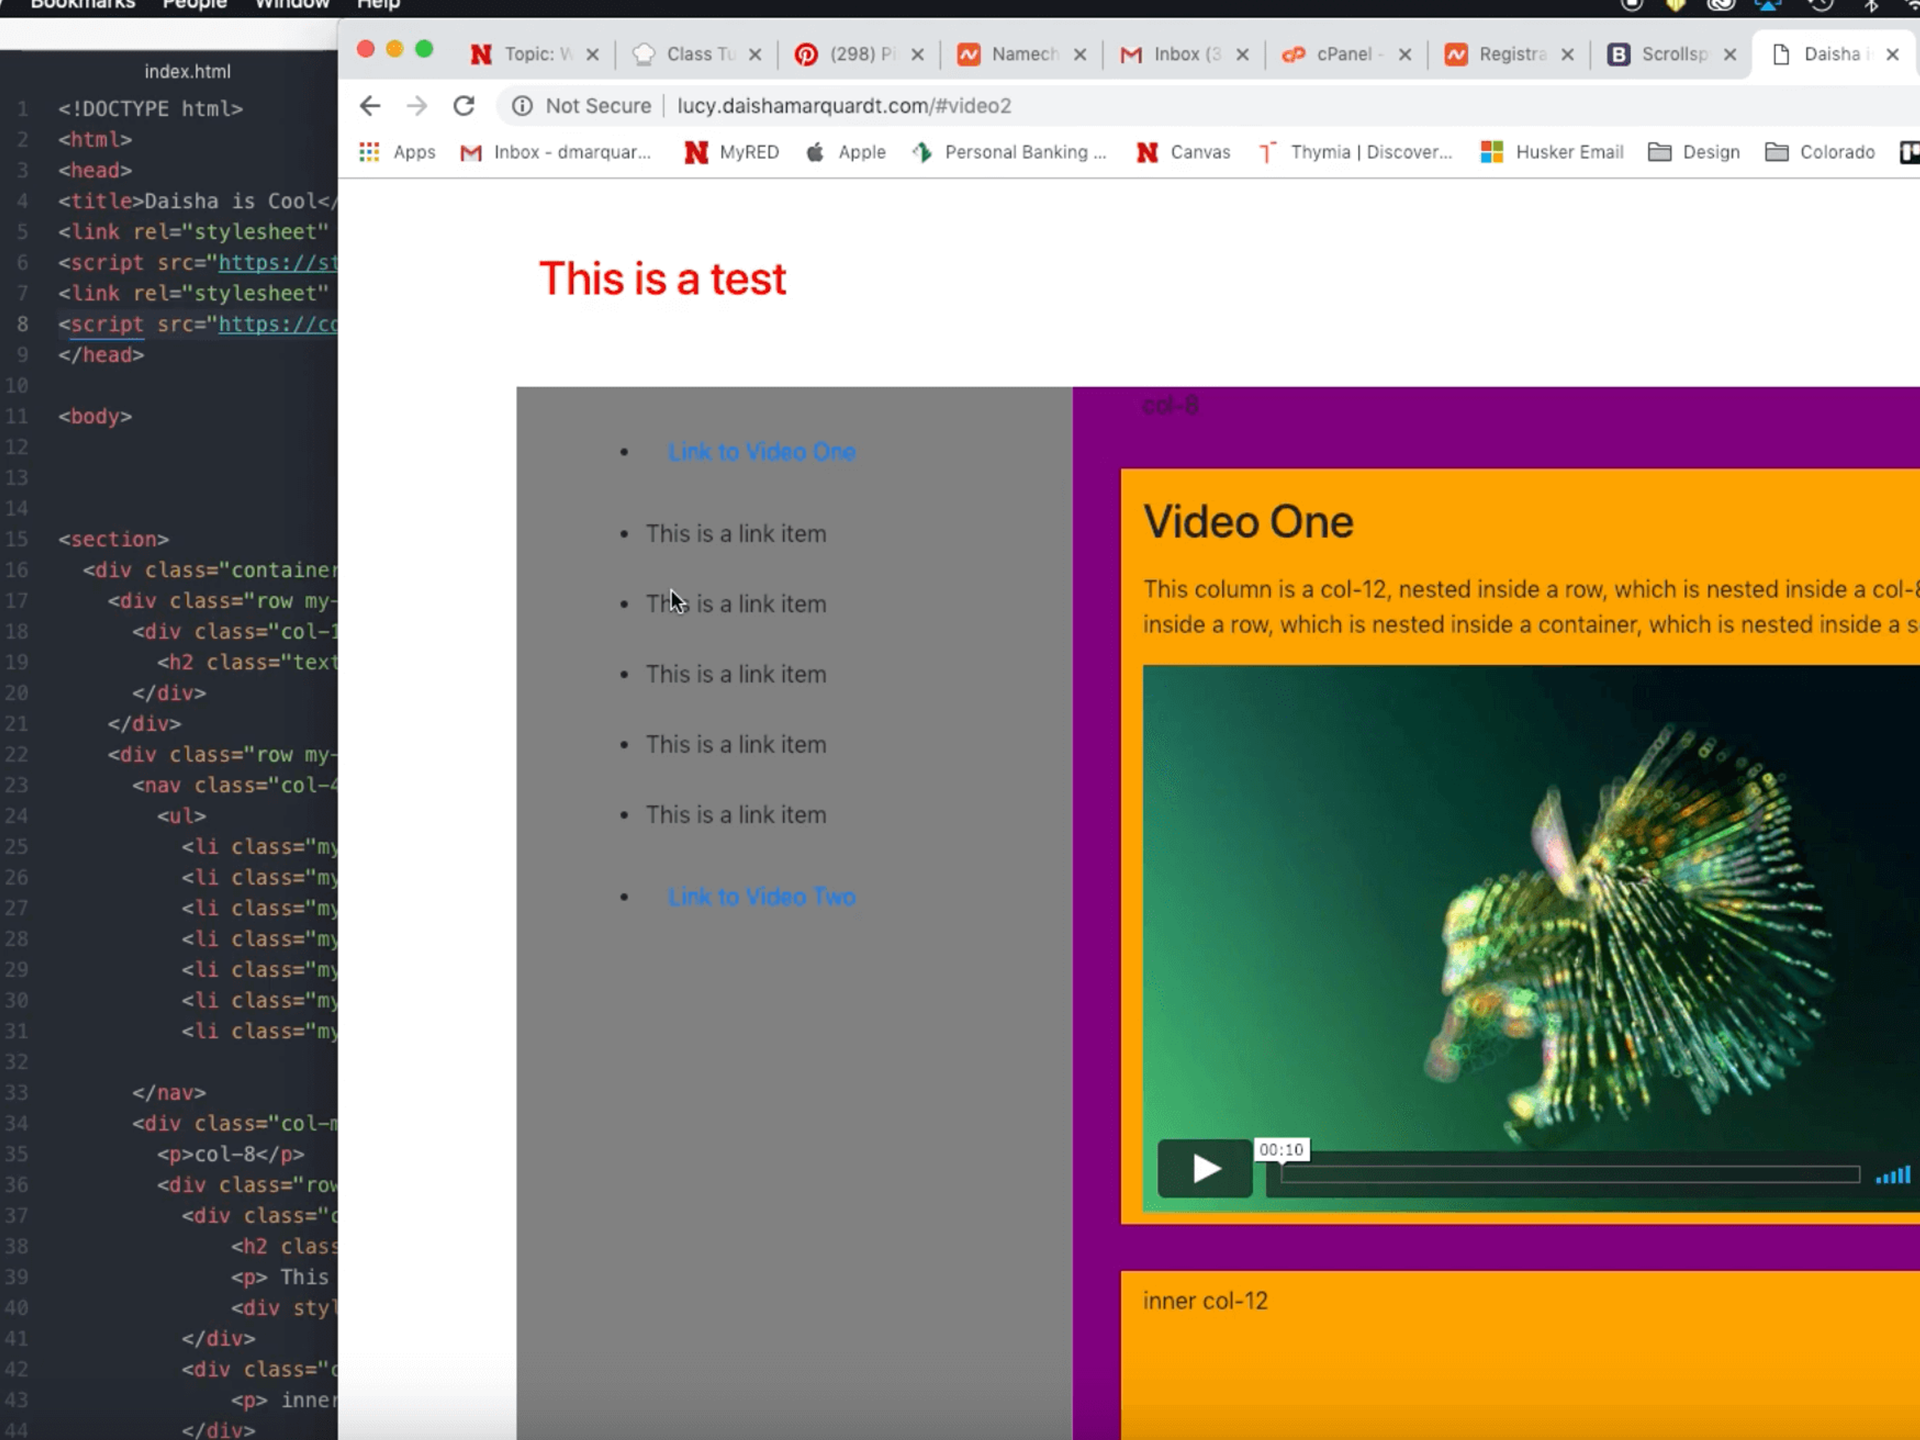 Bookmarks People Window Help
index.html
Topic: W
Class Tu
(298) Pi
Namech
Inbox (3
cPanel -
Registra
Scrollsp
Daisha i
Not Secure
lucy.daishamarquardt.com/#video2
Apps
Inbox - dmarquar...
MyRED
Apple
Personal Banking ...
Canvas
Thymia | Discover...
Husker Email
Design
Colorado
1 <!DOCTYPE html>
2 <html>
3 <head>
4 <title>Daisha is Cool</
5 <link rel="stylesheet"
6 <script src="https://st
7 <link rel="stylesheet"
8 <script src="https://co
9 </head>
10
11 <body>
12
13
14
15 <section>
16 <div class="container
17 <div class="row my-
18 <div class="col-1
19 <h2 class="text
20 </div>
21 </div>
22 <div class="row my-
23 <nav class="col-4
24 <ul>
25 <li class="my
26 <li class="my
27 <li class="my
28 <li class="my
29 <li class="my
30 <li class="my
31 <li class="my
32
33 </nav>
34 <div class="col-m
35 <p>col-8</p>
36 <div class="row
37 <div class="c
38 <h2 class
39 <p> This
40 <div styl
41 </div>
42 <div class="c
43 <p> inner
44 </div>
This is a test
Link to Video One
This is a link item
This is a link item
This is a link item
This is a link item
This is a link item
Link to Video Two
col-8
Video One
This column is a col-12, nested inside a row, which is nested inside a col-8
inside a row, which is nested inside a container, which is nested inside a s
00:10
inner col-12